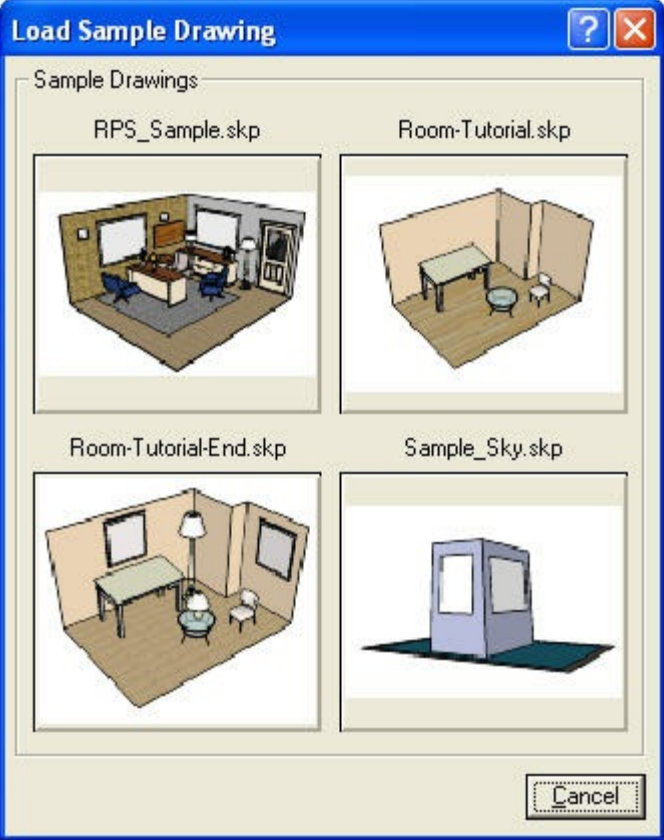 Load Sample Drawing
Sample Drawings
RPS_Sample.skp
Room-Tutorial.skp
Room-Tutorial-End.skp
Sample_Sky.skp
Cancel